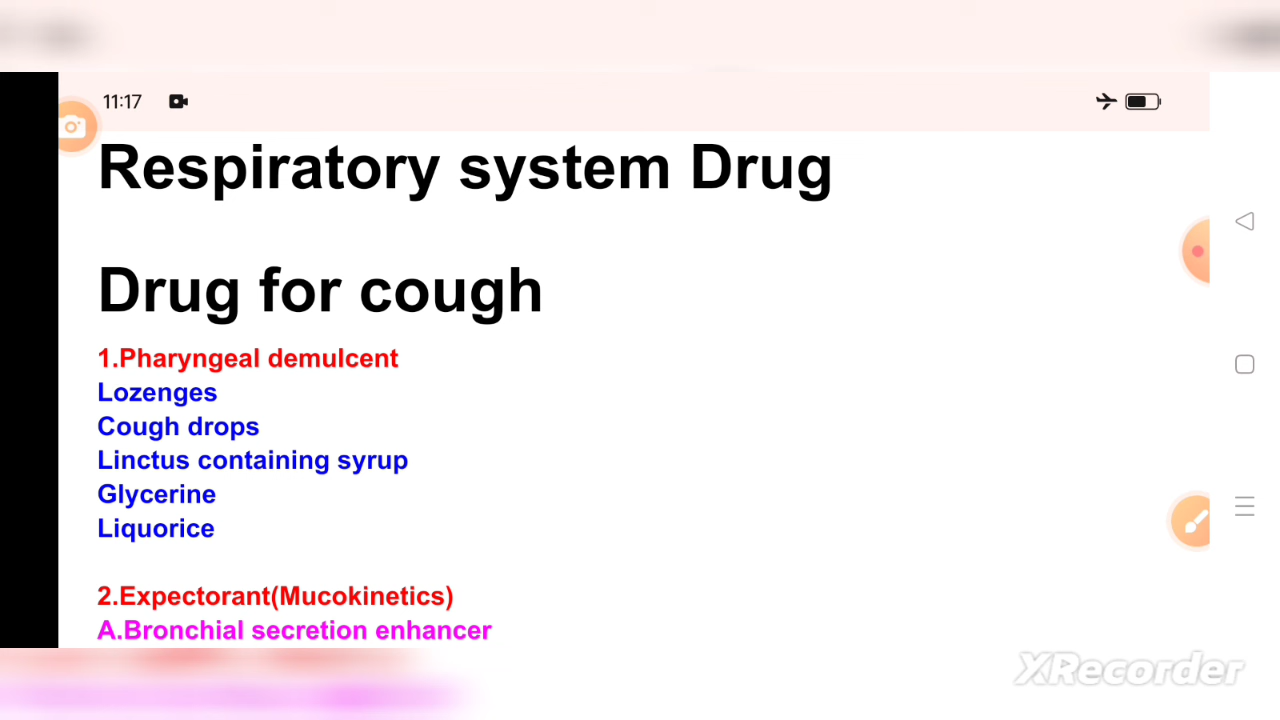 11:17
Respiratory system Drug
Drug for cough
1.Pharyngeal demulcent
Lozenges
Cough drops
Linctus containing syrup
Glycerine
Liquorice
2.Expectorant(Mucokinetics)
A.Bronchial secretion enhancer
XRecorder